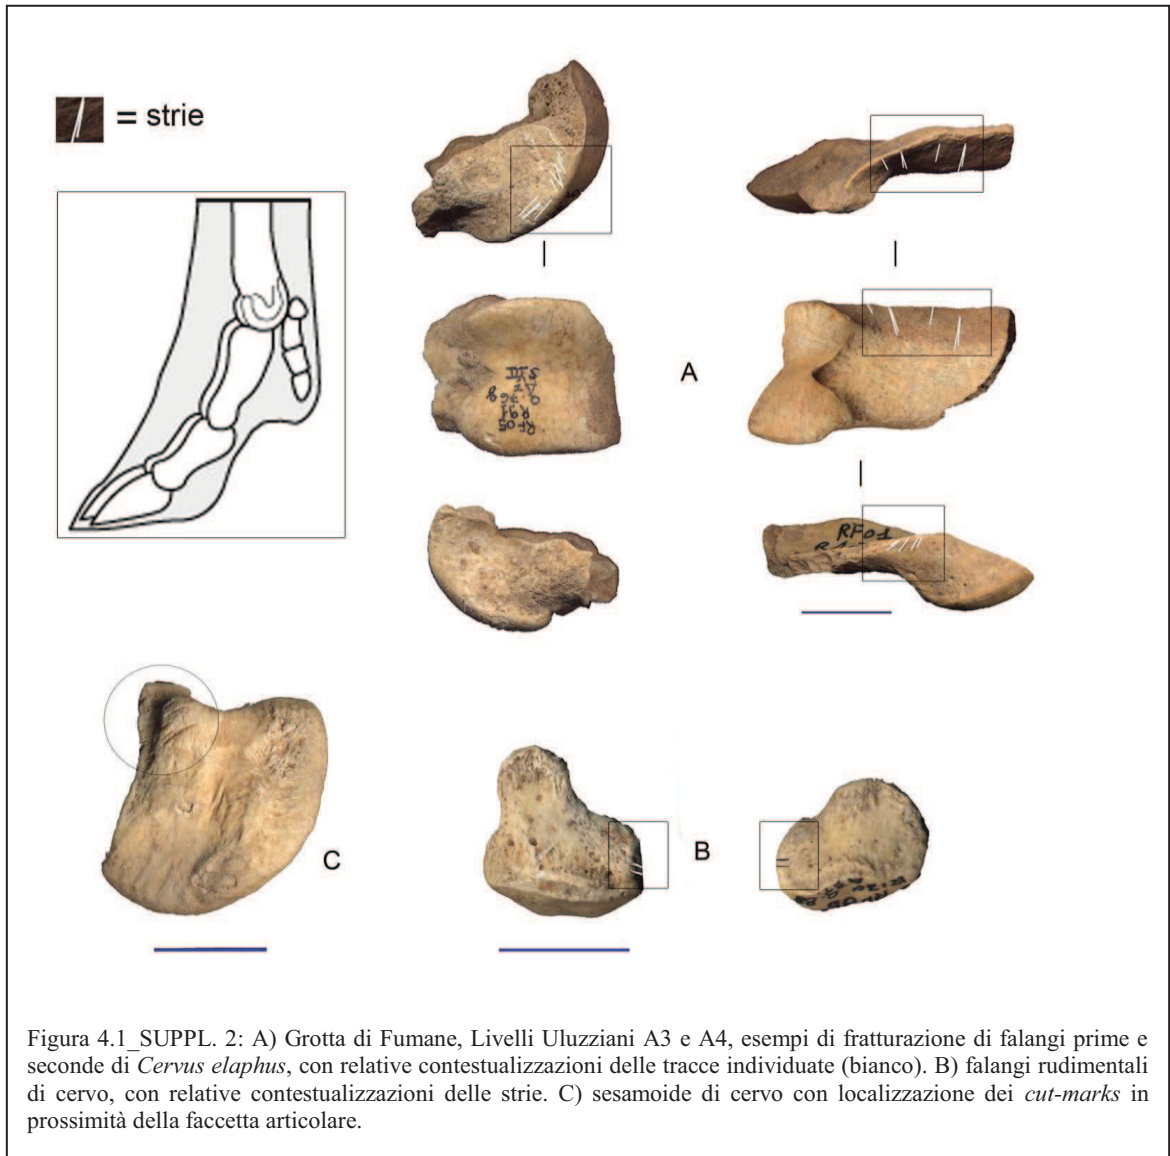 = strie
A
RF01
C
B
Figura 4.1_SUPPL. 2: A) Grotta di Fumane, Livelli Uluzziani A3 e A4, esempi di fratturazione di falangi prime e
seconde di Cervus elaphus, con relative contestualizzazioni delle tracce individuate (bianco). B) falangi rudimentali
di cervo, con relative contestualizzazioni delle strie. C) sesamoide di cervo con localizzazione dei cut-marks in
prossimità della faccetta articolare.